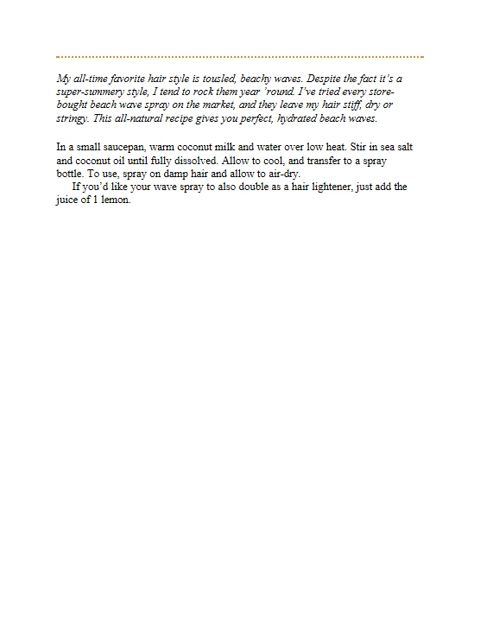 My all-time favorite hair style is tousled, beachy waves. Despite the fact it’s a
super-summery style, I tend to rock them year ’round. I’ve tried every store-
bought beach wave spray on the market, and they leave my hair stiff, dry or
stringy. This all-natural recipe gives you perfect, hydrated beach waves.
In a small saucepan, warm coconut milk and water over low heat. Stir in sea salt
and coconut oil until fully dissolved. Allow to cool, and transfer to a spray
bottle. To use, spray on damp hair and allow to air-dry.
If you’d like your wave spray to also double as a hair lightener, just add the
juice of 1 lemon.